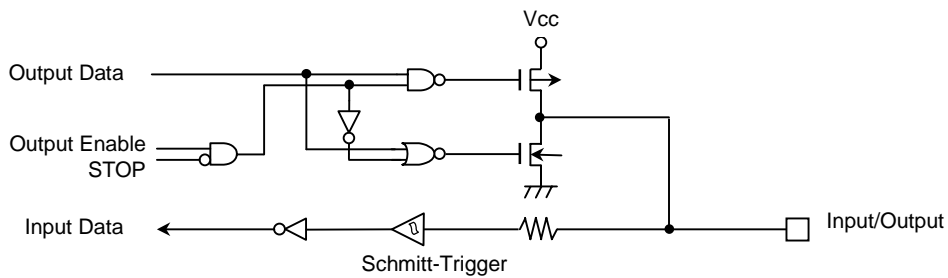 Vcc
Output Data
Output Enable
STOP
Input Data
Input/Output
Schmitt-Trigger